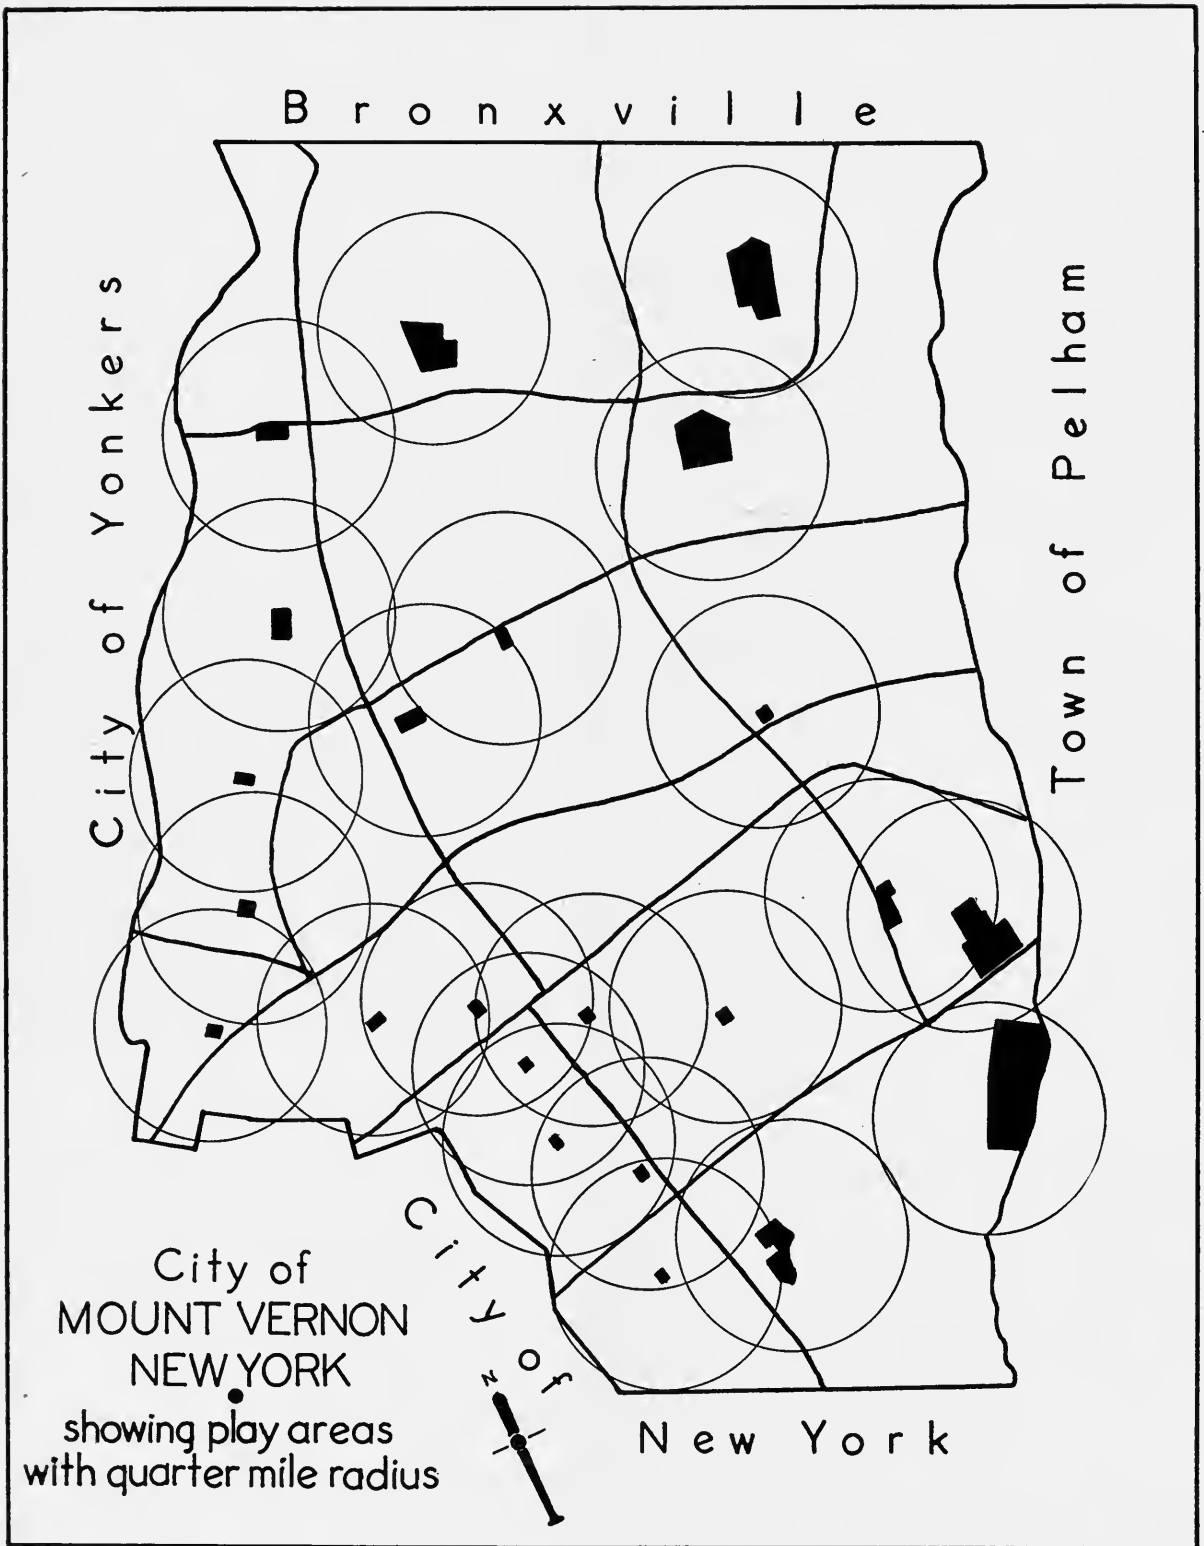 Bronxville
City of Yonkers
Town of Pelham
City of
New York
City of
MOUNT VERNON
NEW YORK
showing play areas
with quarter mile radius
N